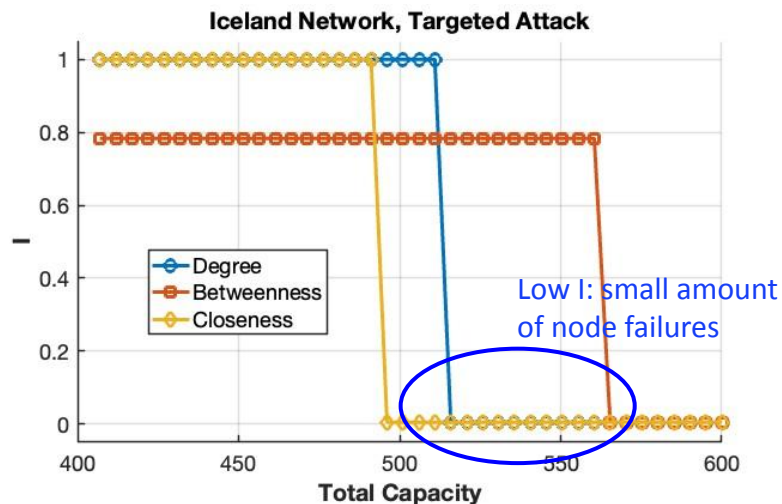 Iceland Network, Targeted Attack
1
0.8
0.6
0.4
0.2
0
I
Degree
Betweenness
Closeness
Low I: small amount
of node failures
400
450
500
550
600
Total Capacity